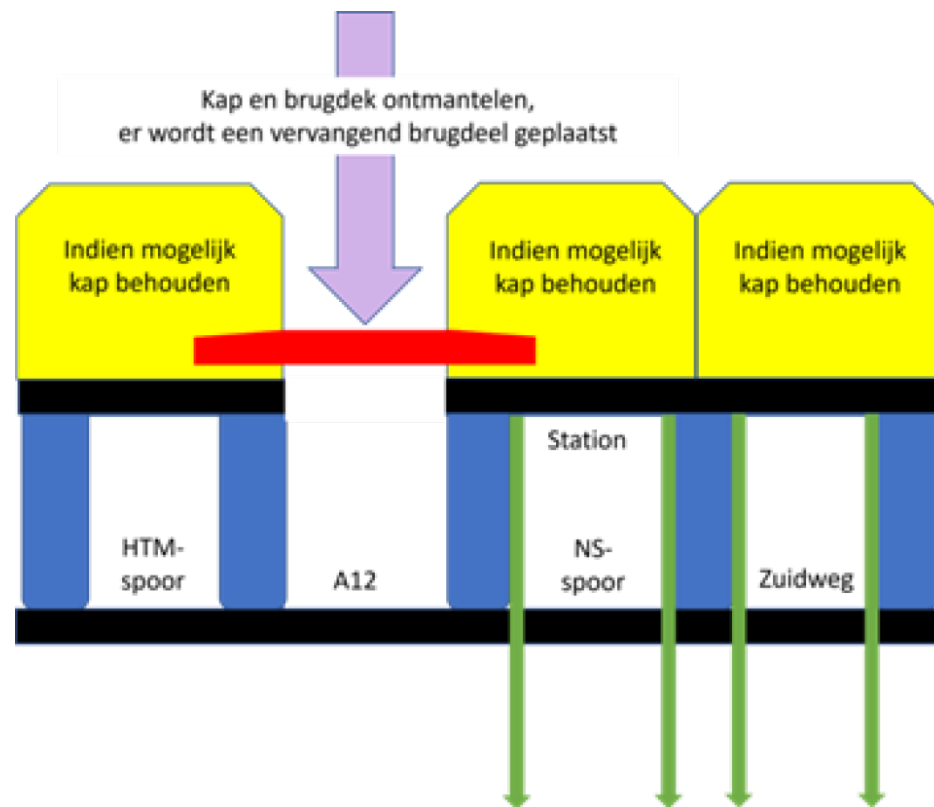 Kap en brugdek ontmantelen,
er wordt een vervangend brugdeel geplaatst
Indien mogelijk
kap behouden
Indien mogelijk
kap behouden
Indien mogelijk
kap behouden
Station
HTM-
spoor
A12
NS-
spoor
Zuidweg